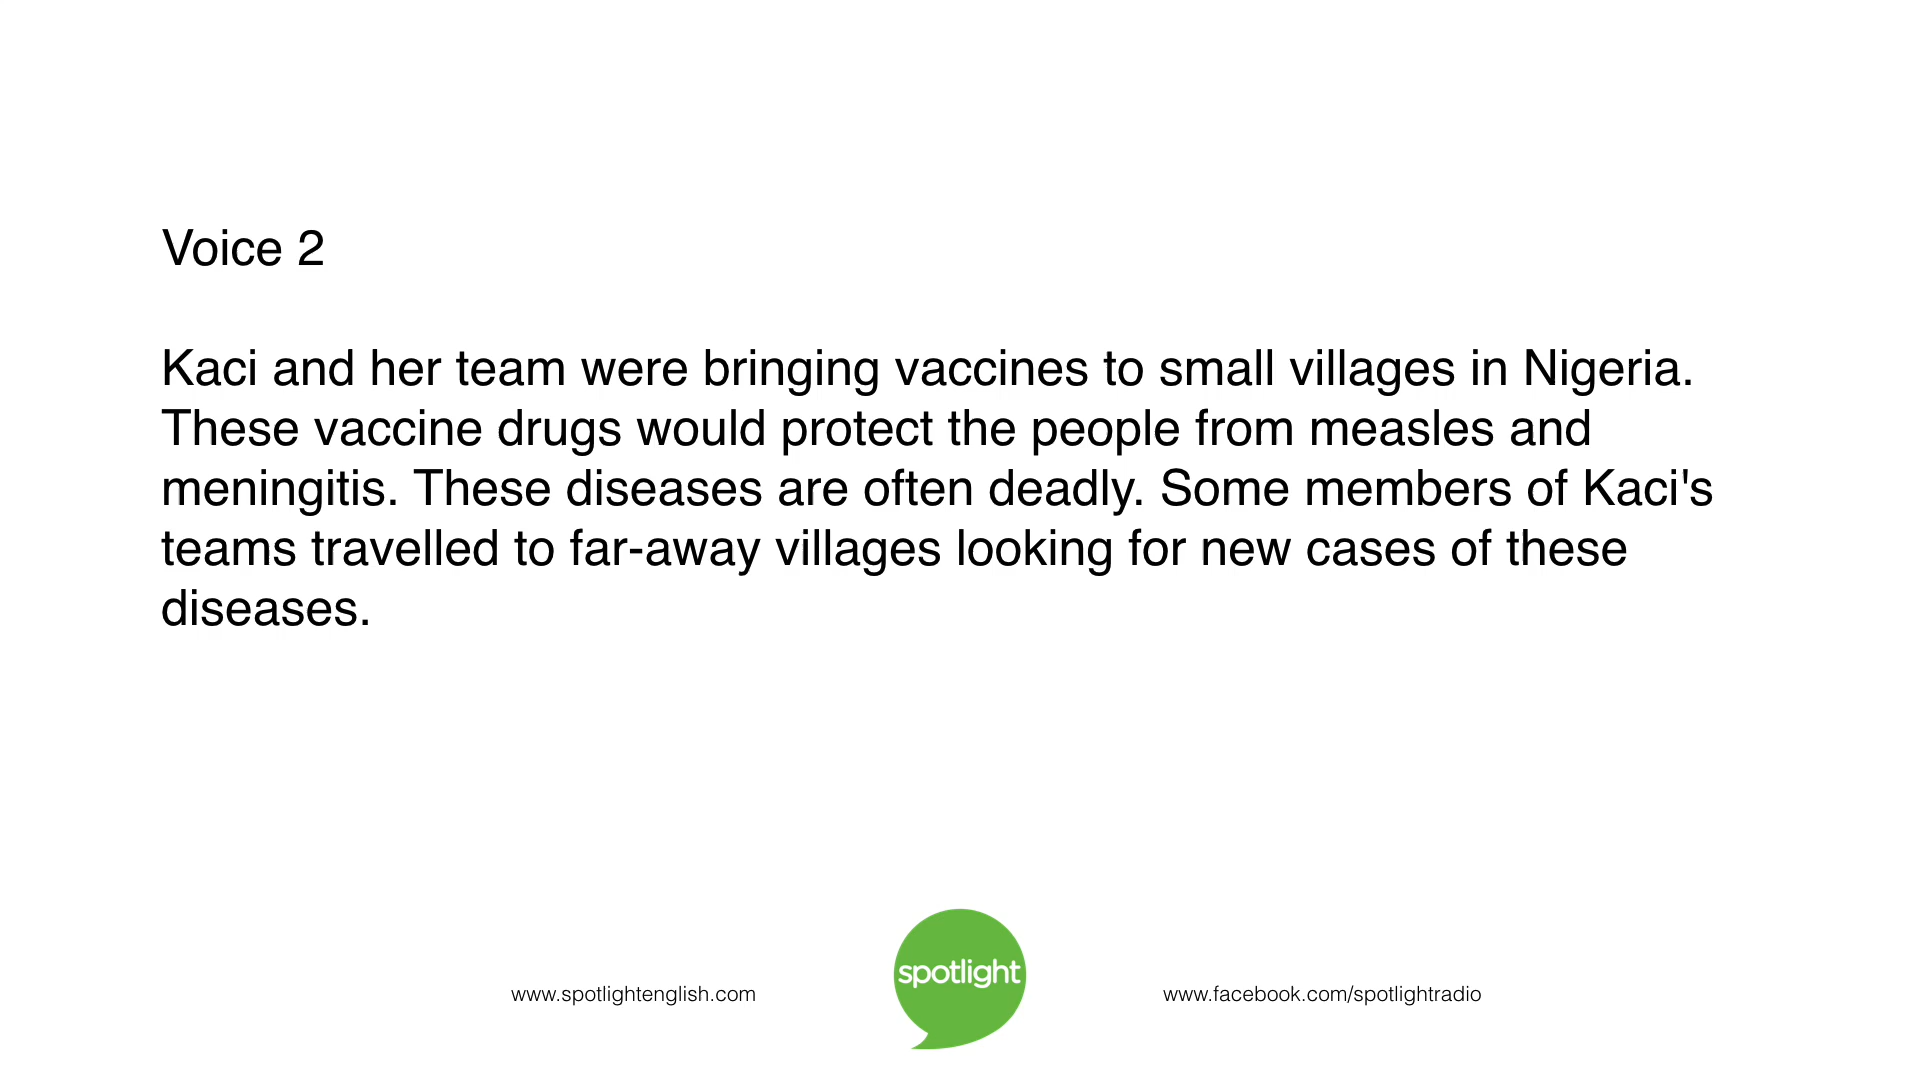 Voice 2
Kaci and her team were bringing vaccines to small villages in Nigeria.
These vaccine drugs would protect the people from measles and
meningitis. These diseases are often deadly. Some members of Kaci's
teams travelled to far-away villages looking for new cases of these
diseases.
spotlight
www.spotlightenglish.com
www.facebook.com/spotlightradio